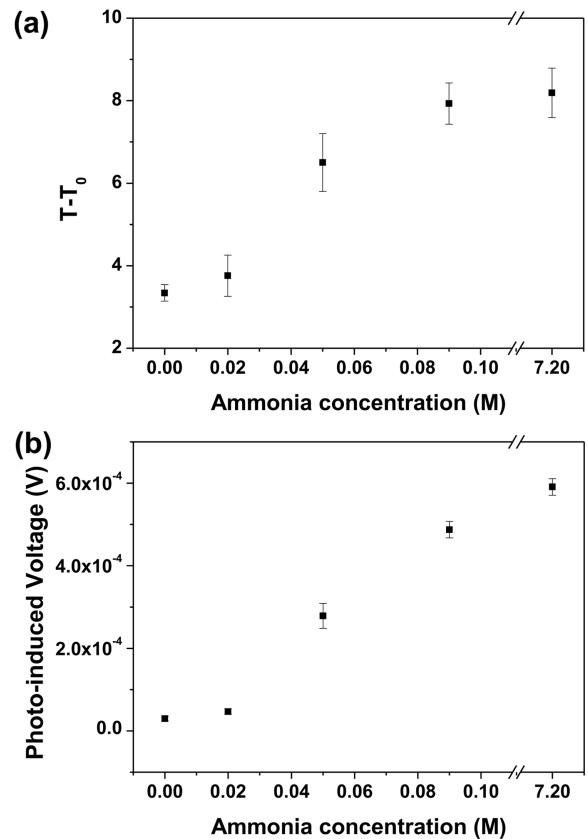 (a)
10
8
6
4
2
T-T₀
0.00 0.02 0.04 0.06 0.08 0.10 7.20
Ammonia concentration (M)
(b)
6.0x10⁻⁴
4.0x10⁻⁴
2.0x10⁻⁴
0.0
Photo-induced Voltage (V)
0.00 0.02 0.04 0.06 0.08 0.10 7.20
Ammonia concentration (M)